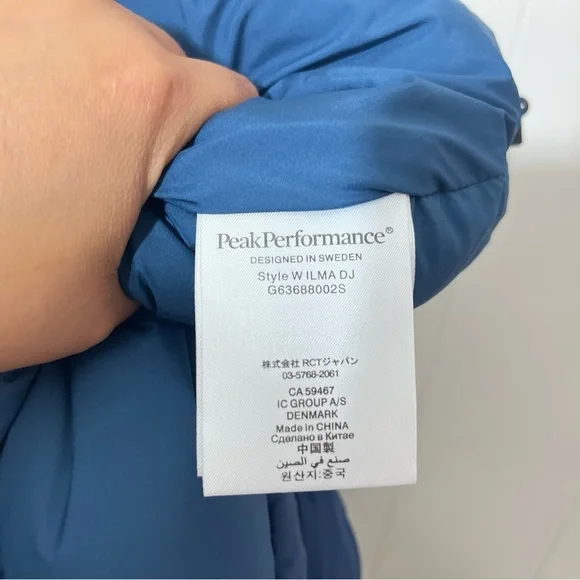 PeakPerformance®
DESIGNED IN SWEDEN
Style W ILMA DJ
G63688002S
株式会社 RCTジャパン
03-5768-2061
CA 59467
IC GROUP A/S
DENMARK
Made in CHINA
Сделано в Китае
中国製
صنع في الصين
원산지:중국